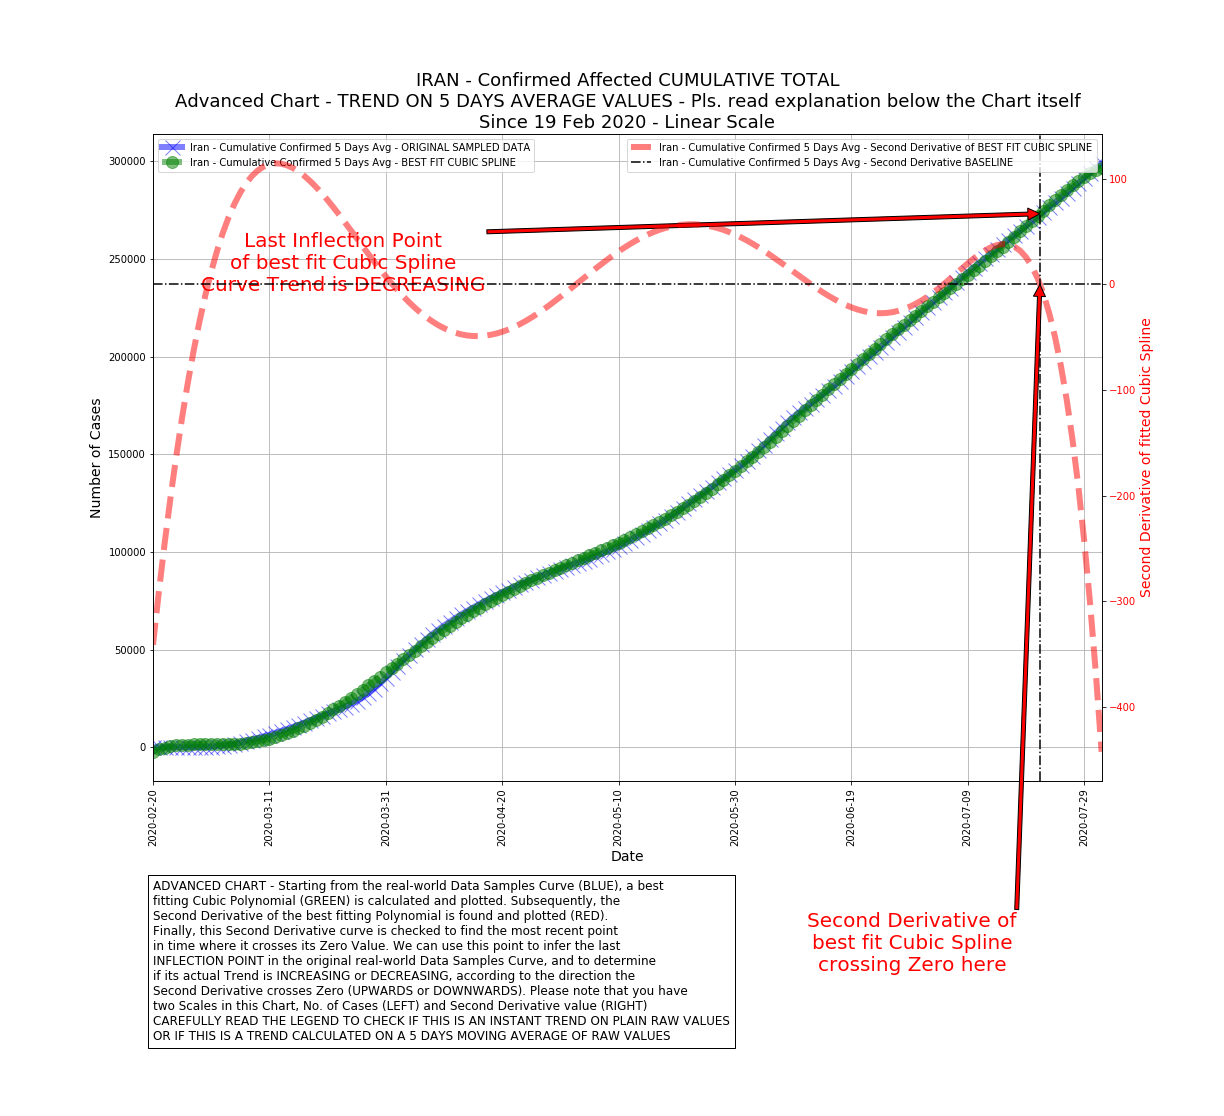 IRAN - Confirmed Affected CUMULATIVE TOTAL
Advanced Chart - TREND ON 5 DAYS AVERAGE VALUES - Pls. read explanation below the Chart itself
Since 19 Feb 2020 - Linear Scale
Iran - Cumulative Confirmed 5 Days Avg - ORIGINAL SAMPLED DATA
Iran - Cumulative Confirmed 5 Days Avg - BEST FIT CUBIC SPLINE
Iran - Cumulative Confirmed 5 Days Avg - Second Derivative of BEST FIT CUBIC SPLINE
Iran - Cumulative Confirmed 5 Days Avg - Second Derivative BASELINE
300000
250000
200000
150000
100000
50000
0
Number of Cases
Last Inflection Point
of best fit Cubic Spline
Curve Trend is DECREASING
100
0
−100
−200
−300
−400
Second Derivative of fitted Cubic Spline
2020-02-20
2020-03-11
2020-03-31
2020-04-20
2020-05-10
2020-05-30
2020-06-19
2020-07-09
2020-07-29
Date
ADVANCED CHART - Starting from the real-world Data Samples Curve (BLUE), a best
fitting Cubic Polynomial (GREEN) is calculated and plotted. Subsequently, the
Second Derivative of the best fitting Polynomial is found and plotted (RED).
Finally, this Second Derivative curve is checked to find the most recent point
in time where it crosses its Zero Value. We can use this point to infer the last
INFLECTION POINT in the original real-world Data Samples Curve, and to determine
if its actual Trend is INCREASING or DECREASING, according to the direction the
Second Derivative crosses Zero (UPWARDS or DOWNWARDS). Please note that you have
two Scales in this Chart, No. of Cases (LEFT) and Second Derivative value (RIGHT)
CAREFULLY READ THE LEGEND TO CHECK IF THIS IS AN INSTANT TREND ON PLAIN RAW VALUES
OR IF THIS IS A TREND CALCULATED ON A 5 DAYS MOVING AVERAGE OF RAW VALUES
Second Derivative of
best fit Cubic Spline
crossing Zero here